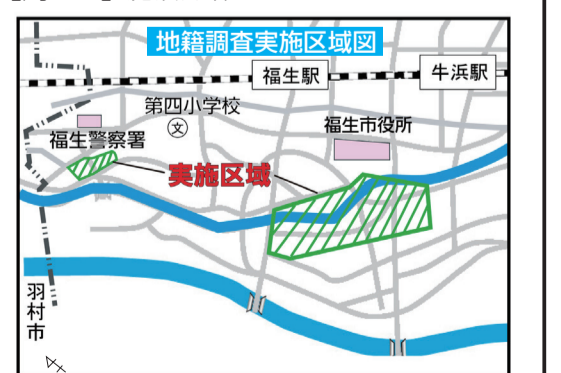 地籍調査実施区域図
福生駅
牛浜駅
第四小学校
文
福生市役所
福生警察署
実施区域
羽村市